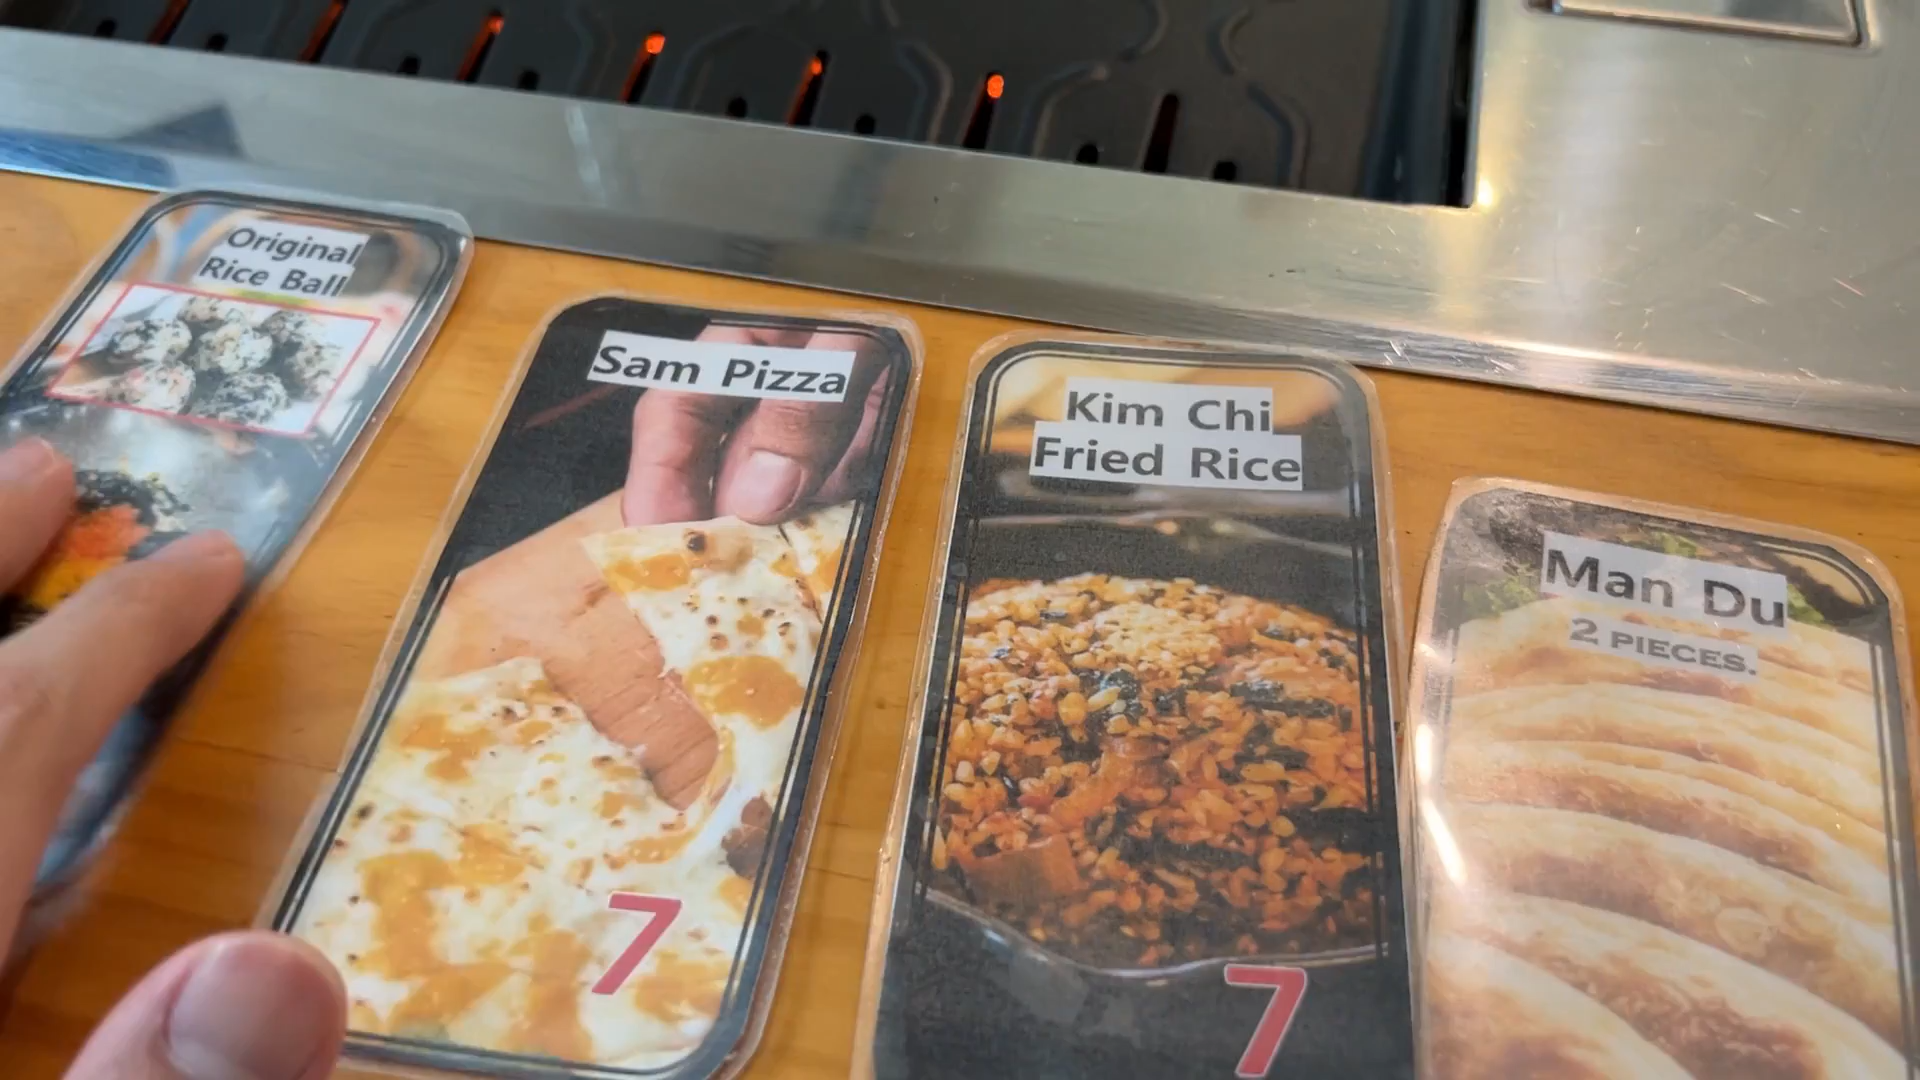 Original
Rice Ball
Sam Pizza
7
Kim Chi
Fried Rice
7
Man Du
2 PIECES.